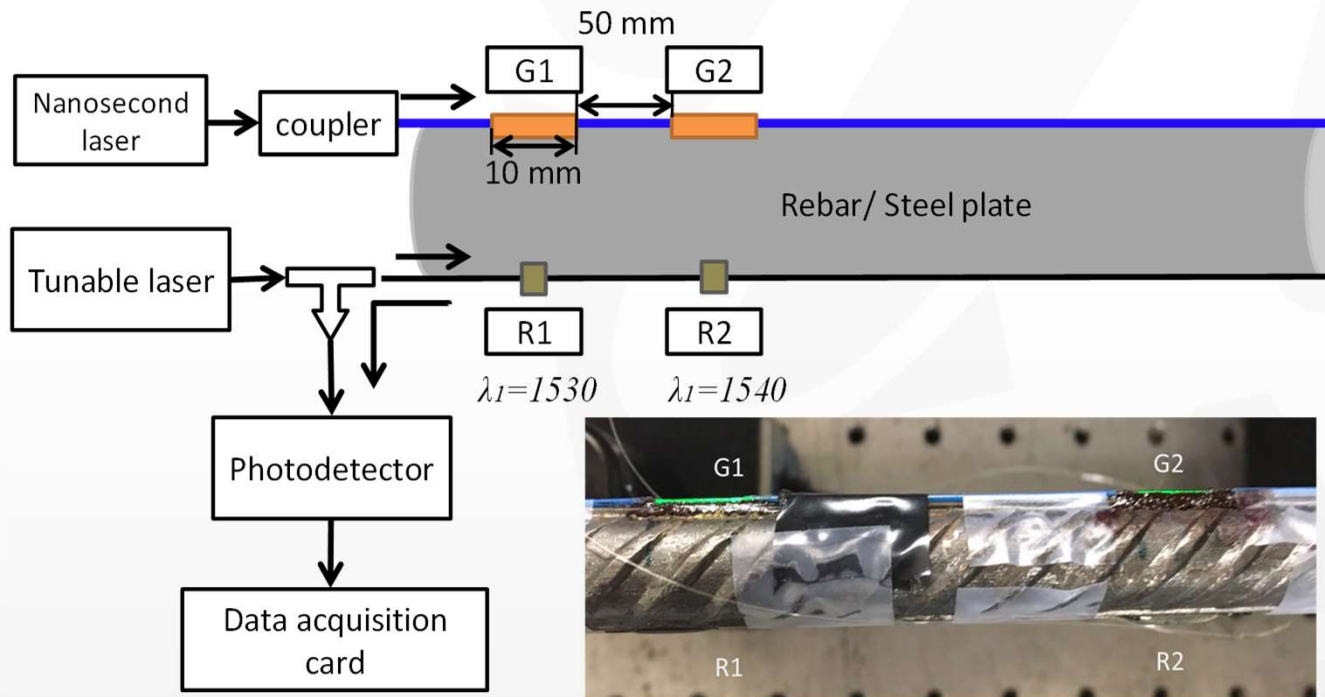 50 mm
G1
G2
Nanosecond
laser
coupler
10 mm
Rebar/ Steel plate
Tunable laser
R1
R2
λ1=1530
λ1=1540
Photodetector
Data acquisition
card
G1
G2
R1
R2